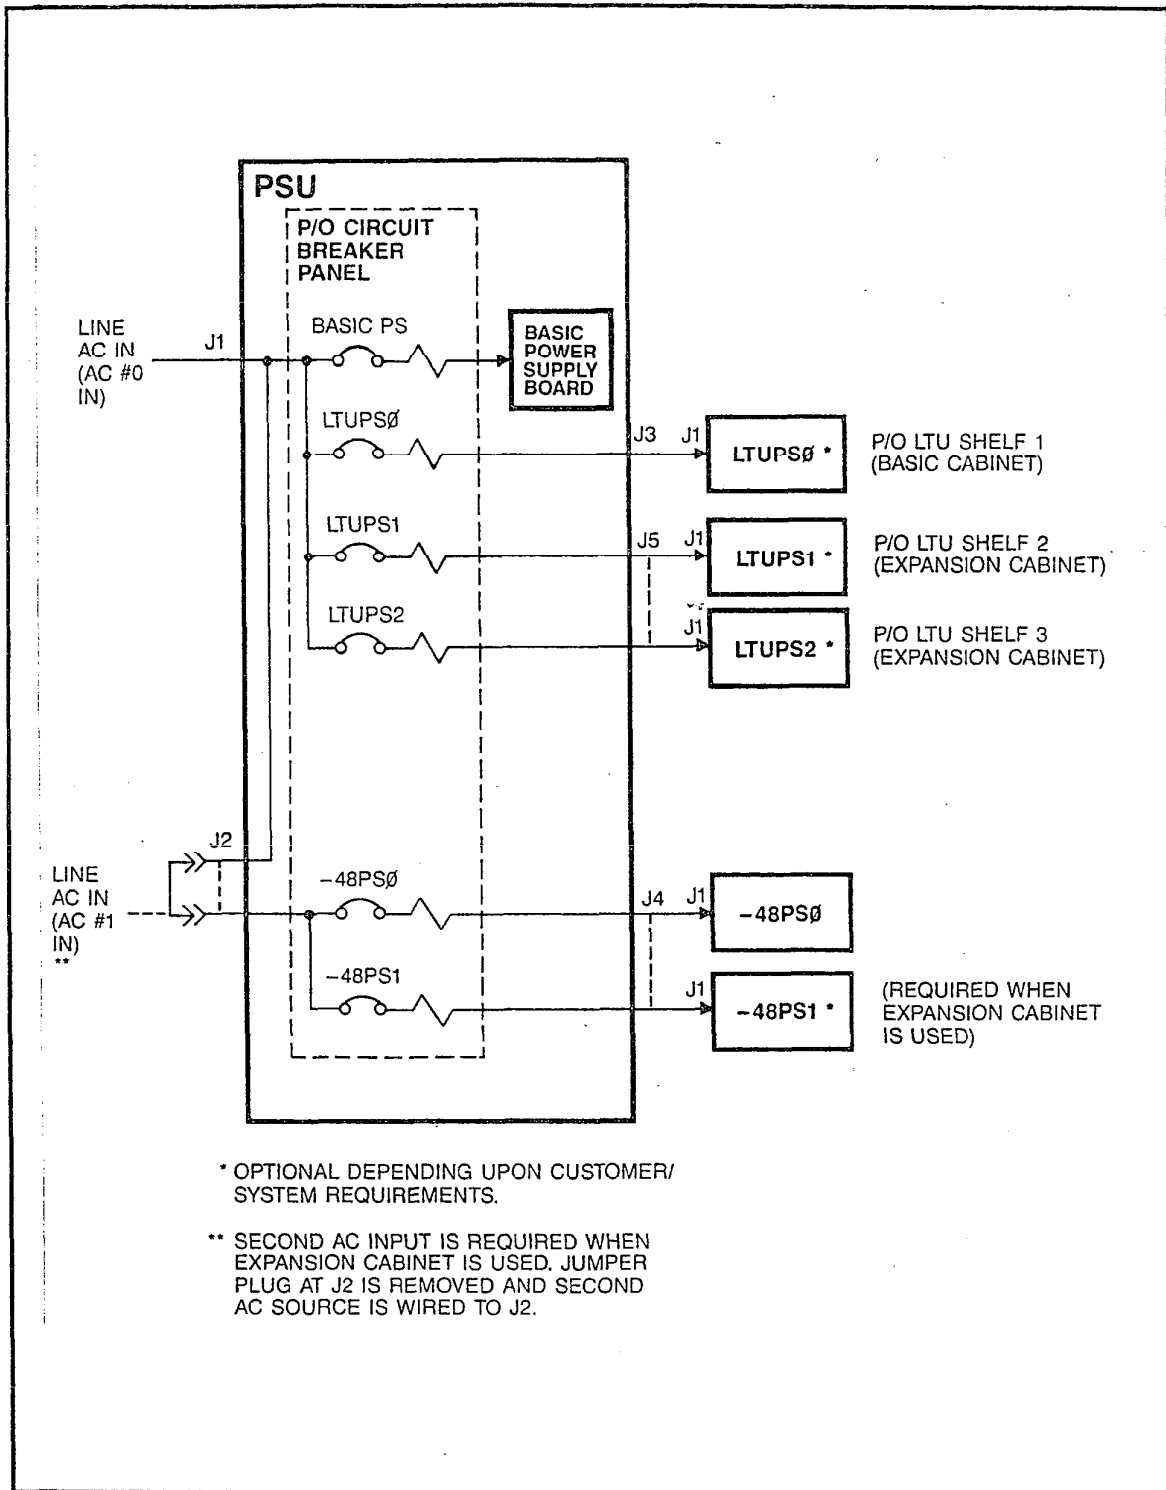 PSU
P/O CIRCUIT
BREAKER
PANEL
LINE
AC IN
(AC #0
IN)
J1
BASIC PS
BASIC
POWER
SUPPLY
BOARD
LTUPSØ
J3
J1
LTUPSØ *
P/O LTU SHELF 1
(BASIC CABINET)
LTUPS1
J5
J1
LTUPS1 *
P/O LTU SHELF 2
(EXPANSION CABINET)
LTUPS2
J1
LTUPS2 *
P/O LTU SHELF 3
(EXPANSION CABINET)
LINE
AC IN
(AC #1
IN)
**
J2
-48PSØ
J4
J1
-48PSØ
-48PS1
J1
-48PS1 *
(REQUIRED WHEN
EXPANSION CABINET
IS USED)
* OPTIONAL DEPENDING UPON CUSTOMER/
SYSTEM REQUIREMENTS.
** SECOND AC INPUT IS REQUIRED WHEN
EXPANSION CABINET IS USED. JUMPER
PLUG AT J2 IS REMOVED AND SECOND
AC SOURCE IS WIRED TO J2.